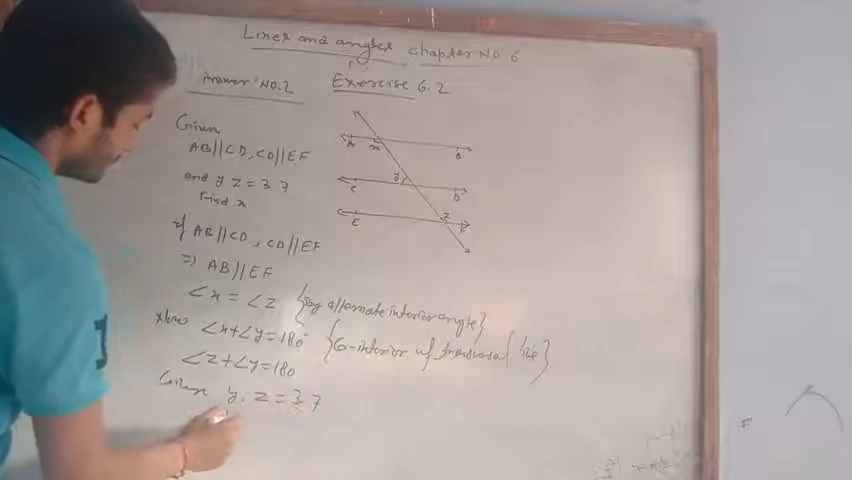 Lines and angles chapter No 6
Answer No.2 Exercise 6.2
Given
AB||CD, CD||EF
and y z = 3 7
Find x
A x B
C y D
E z F
if AB||CD, CD||EF
=> AB||EF
∠x = ∠z {by alternate interior angle}
Also ∠x+∠y=180° {Co-interior of transversal line}
∠z+∠y=180
Given y. z = 3 7